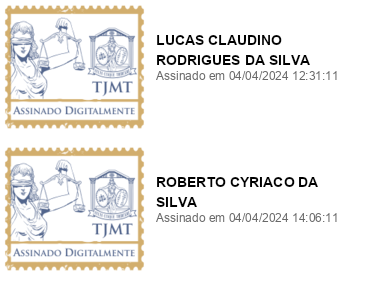 TJMT
ASSINADO DIGITALMENTE
LUCAS CLAUDINO
RODRIGUES DA SILVA
Assinado em 04/04/2024 12:31:11
TJMT
ASSINADO DIGITALMENTE
ROBERTO CYRIACO DA
SILVA
Assinado em 04/04/2024 14:06:11